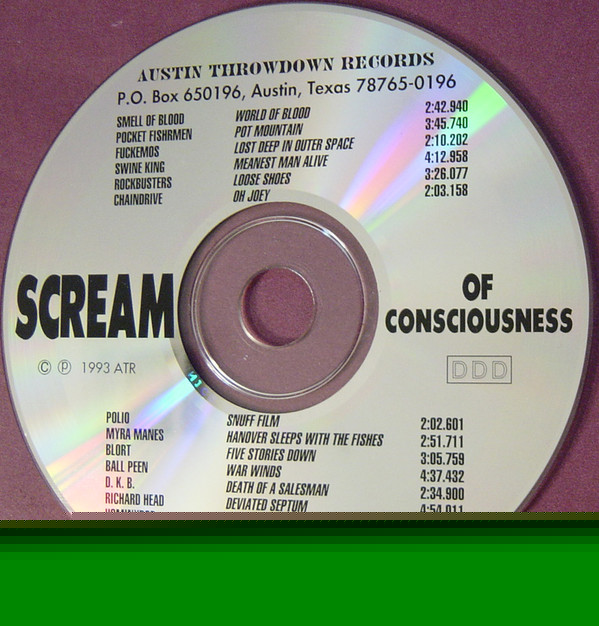 AUSTIN THROWDOWN RECORDS
P.O. Box 650196, Austin, Texas 78765-0196
SMELL OF BLOOD WORLD OF BLOOD 2:42.940
POCKET FISHRMEN POT MOUNTAIN 3:45.740
FUCKEMOS LOST DEEP IN OUTER SPACE 2:10.202
SWINE KING MEANEST MAN ALIVE 4:12.958
ROCKBUSTERS LOOSE SHOES 3:26.077
CHAINDRIVE OH JOEY 2:03.158
SCREAM OF
CONSCIOUSNESS
© ℗ 1993 ATR DDD
POLIO SNUFF FILM 2:02.601
MYRA MANES HANOVER SLEEPS WITH THE FISHES 2:51.711
BLORT FIVE STORIES DOWN 3:05.759
BALL PEEN WAR WINDS 4:37.432
D. K. B. DEATH OF A SALESMAN 2:34.900
RICHARD HEAD DEVIATED SEPTUM 4:54.011